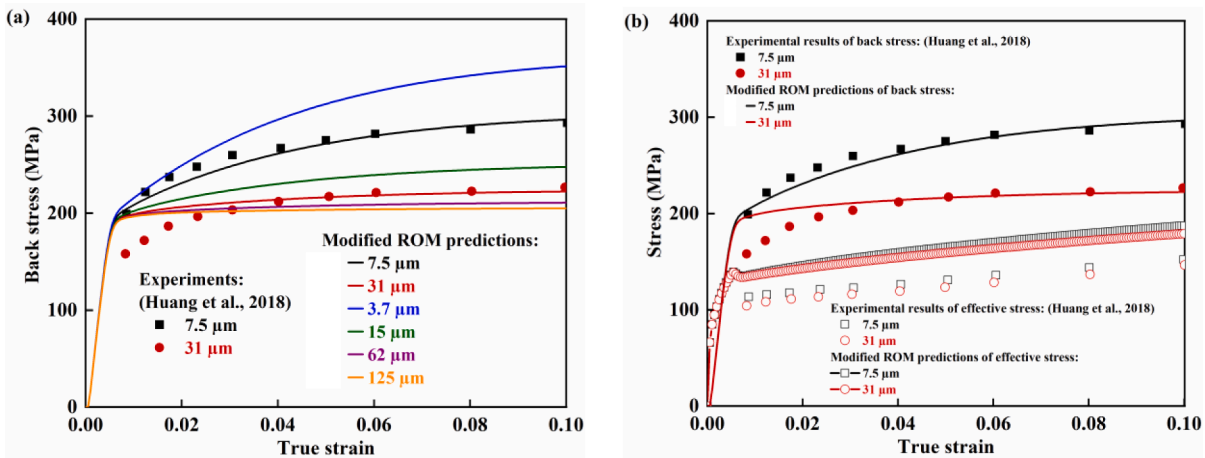 (a)
400
300
200
100
0
Back stress (MPa)
Experiments:
(Huang et al., 2018)
7.5 µm
31 µm
Modified ROM predictions:
7.5 µm
31 µm
3.7 µm
15 µm
62 µm
125 µm
0.00 0.02 0.04 0.06 0.08 0.10
True strain
(b)
400
300
200
100
0
Stress (MPa)
Experimental results of back stress: (Huang et al., 2018)
7.5 µm
31 µm
Modified ROM predictions of back stress:
7.5 µm
31 µm
Experimental results of effective stress: (Huang et al., 2018)
7.5 µm
31 µm
Modified ROM predictions of effective stress:
7.5 µm
31 µm
0.00 0.02 0.04 0.06 0.08 0.10
True strain